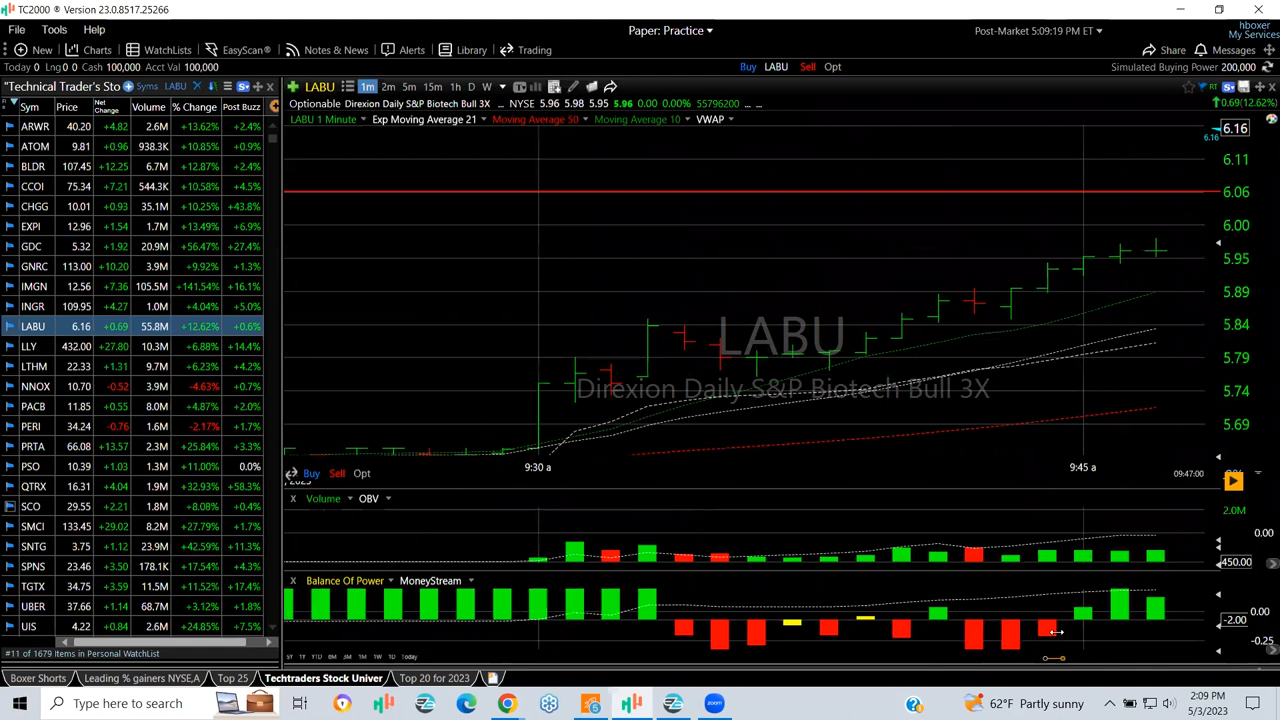 TC2000 ® Version 23.0.8517.25266
File Tools Help
Paper: Practice
Post-Market 5:09:19 PM ET
hboxer
My Services
New Charts WatchLists EasyScan® Notes & News Alerts Library Trading
Share Messages
Today 0 Lng 0 0 Cash 100,000 Acct Val 100,000
Buy LABU Sell Opt
Simulated Buying Power 200,000
"Technical Trader's Sto Syms LABU
LABU 1m 2m 5m 15m 1h D W
RT
Sym Price Net Change Volume % Change Post Buzz
Optionable Direxion Daily S&P Biotech Bull 3X ... NYSE 5.96 5.98 5.95 5.96 0.00 0.00% 55796200 ... ...
0.69(12.62%)
LABU 1 Minute Exp Moving Average 21 Moving Average 50 Moving Average 10 VWAP
ARWR 40.20 +4.82 2.6M +13.62% +2.4%
ATOM 9.81 +0.96 938.3K +10.85% +0.9%
BLDR 107.45 +12.25 6.7M +12.87% +2.4%
CCOI 75.34 +7.21 544.3K +10.58% +4.5%
CHGG 10.01 +0.93 35.1M +10.25% +43.8%
EXPI 12.96 +1.54 1.7M +13.49% +6.9%
GDC 5.32 +1.92 20.9M +56.47% +27.4%
GNRC 113.00 +10.20 3.9M +9.92% +1.3%
IMGN 12.56 +7.36 105.5M +141.54% +16.1%
INGR 109.95 +4.27 1.0M +4.04% +5.0%
LABU 6.16 +0.69 55.8M +12.62% +0.6%
LLY 432.00 +27.80 10.3M +6.88% +14.4%
LTHM 22.33 +1.31 9.7M +6.23% +4.2%
NNOX 10.70 -0.52 3.9M -4.63% +0.7%
PACB 11.85 +0.55 8.0M +4.87% +2.0%
PERI 34.24 -0.76 1.6M -2.17% +1.7%
PRTA 66.08 +13.57 2.3M +25.84% +3.3%
PSO 10.39 +1.03 1.3M +11.00% 0.0%
QTRX 16.31 +4.04 1.9M +32.93% +58.3%
SCO 29.55 +2.21 1.8M +8.08% +0.4%
SMCI 133.45 +29.02 8.2M +27.79% +1.7%
SNTG 3.75 +1.12 23.9M +42.59% +11.3%
SPNS 23.46 +3.50 178.1K +17.54% +4.3%
TGTX 34.75 +3.59 11.5M +11.52% +17.4%
UBER 37.66 +1.14 68.7M +3.12% +1.8%
UIS 4.22 +0.84 2.6M +24.85% +7.5%
#11 of 1679 Items in Personal WatchList
6.16 6.16
6.11
6.06
6.00
5.95
5.89
5.84
5.79
5.74
5.69
LABU
Direxion Daily S&P Biotech Bull 3X
9:30 a 9:45 a
09:47:00
Buy Sell Opt
X Volume OBV
2.0M
0.00
450.00
X Balance Of Power MoneyStream
0.00
-2.00
-0.25
5Y 1Y YTD 6M 3M 1M 1W 1D Today
Boxer Shorts Leading % gainers NYSE,A Top 25 Techtraders Stock Univer Top 20 for 2023
Type here to search
zoom
62°F Partly sunny
2:09 PM
5/3/2023